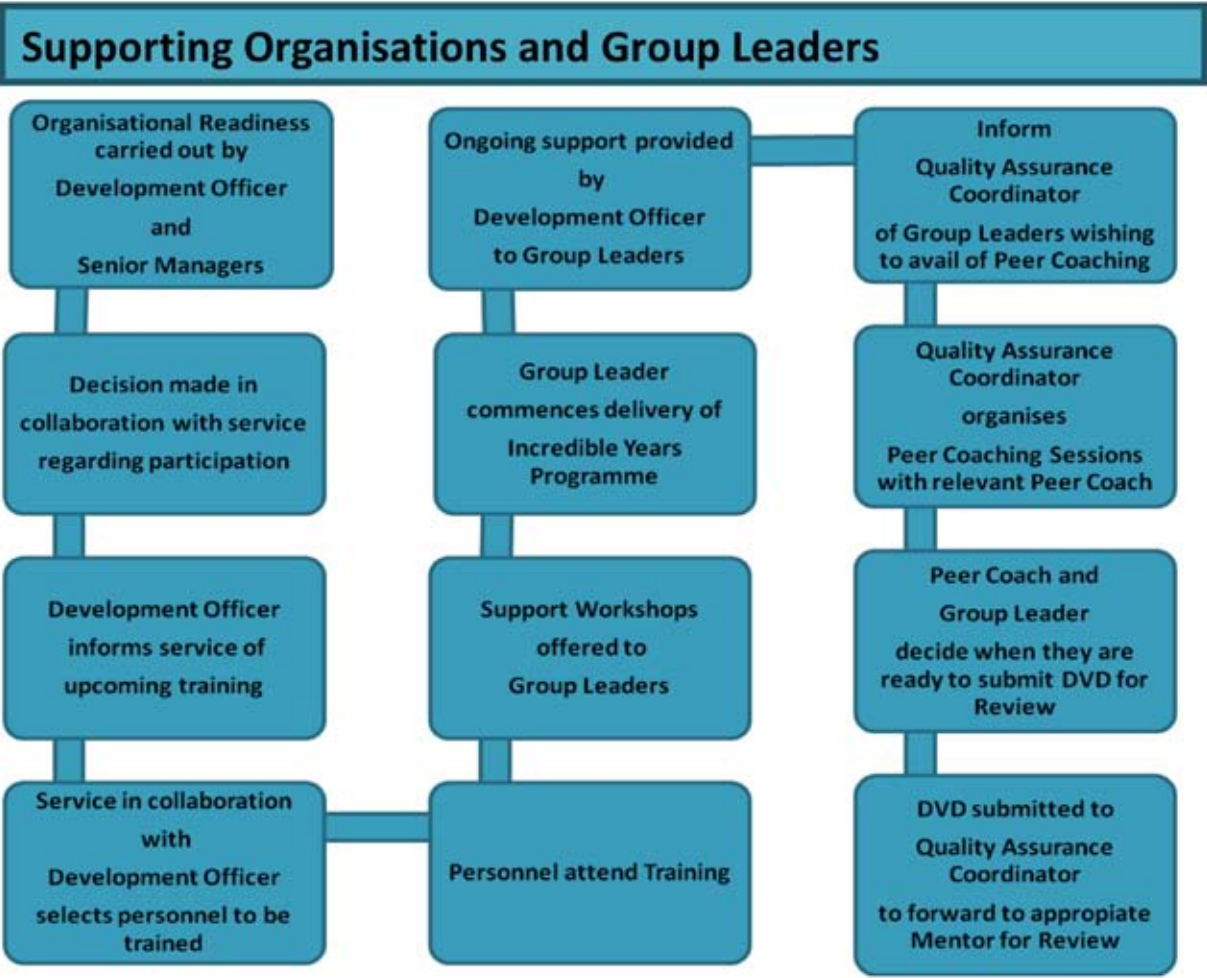 Supporting Organisations and Group Leaders
Organisational Readiness
carried out by
Development Officer
and
Senior Managers
Decision made in
collaboration with service
regarding participation
Development Officer
informs service of
upcoming training
Service in collaboration
with
Development Officer
selects personnel to be
trained
Personnel attend Training
Support Workshops
offered to
Group Leaders
Group Leader
commences delivery of
Incredible Years
Programme
Ongoing support provided
by
Development Officer
to Group Leaders
Inform
Quality Assurance
Coordinator
of Group Leaders wishing
to avail of Peer Coaching
Quality Assurance
Coordinator
organises
Peer Coaching Sessions
with relevant Peer Coach
Peer Coach and
Group Leader
decide when they are
ready to submit DVD for
Review
DVD submitted to
Quality Assurance
Coordinator
to forward to appropiate
Mentor for Review